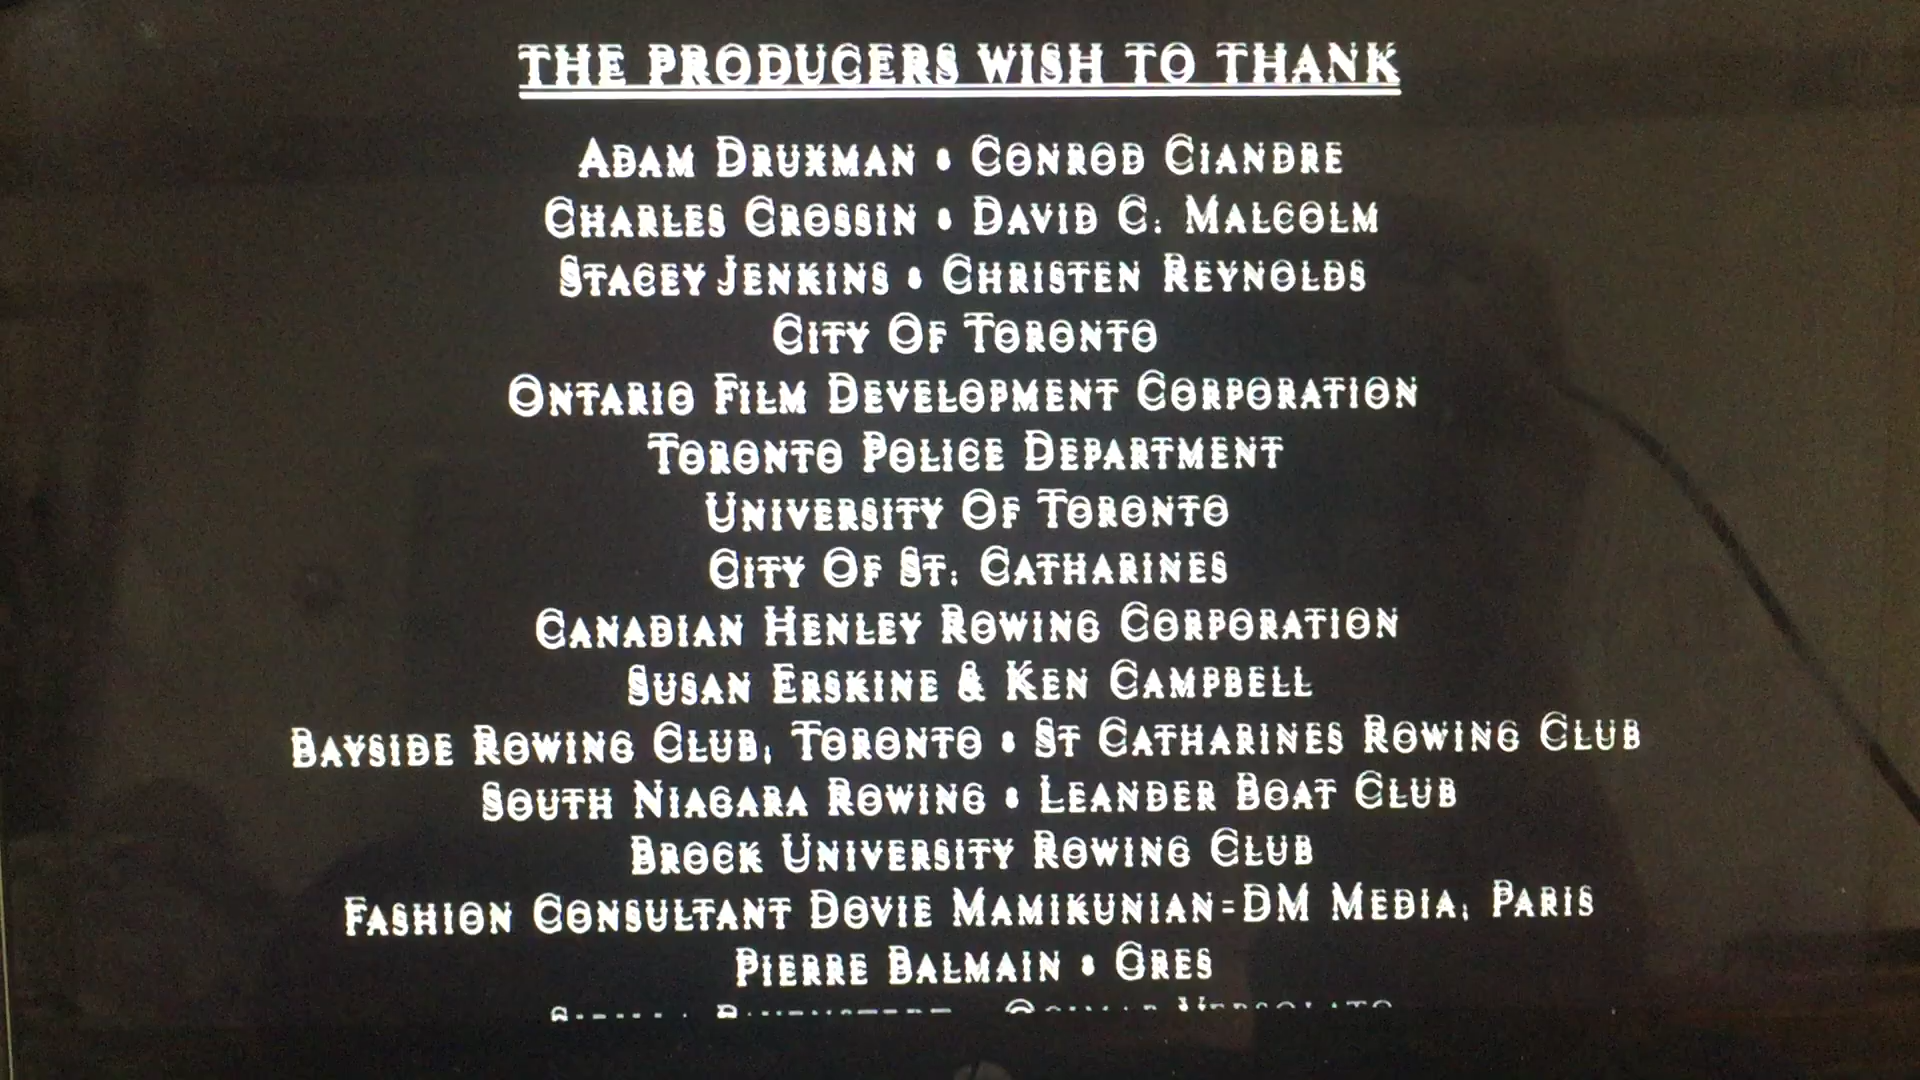 THE PRODUCERS WISH TO THANK
ADAM DRUXMAN • CONROD CIANDRE
CHARLES CROSSIN • DAVID C. MALCOLM
STACEY JENKINS • CHRISTEN REYNOLDS
CITY OF TORONTO
ONTARIO FILM DEVELOPMENT CORPORATION
TORONTO POLICE DEPARTMENT
UNIVERSITY OF TORONTO
CITY OF ST. CATHARINES
CANADIAN HENLEY ROWING CORPORATION
SUSAN ERSKINE & KEN CAMPBELL
BAYSIDE ROWING CLUB, TORONTO • ST CATHARINES ROWING CLUB
SOUTH NIAGARA ROWING • LEANDER BOAT CLUB
BROCK UNIVERSITY ROWING CLUB
FASHION CONSULTANT DOVIE MAMIKUNIAN-DM MEDIA, PARIS
PIERRE BALMAIN • GRES